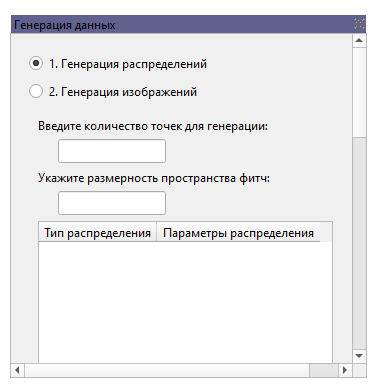 Генерация данных
1. Генерация распределений
2. Генерация изображений
Введите количество точек для генерации:
Укажите размерность пространства фитч:
Тип распределения Параметры распределения